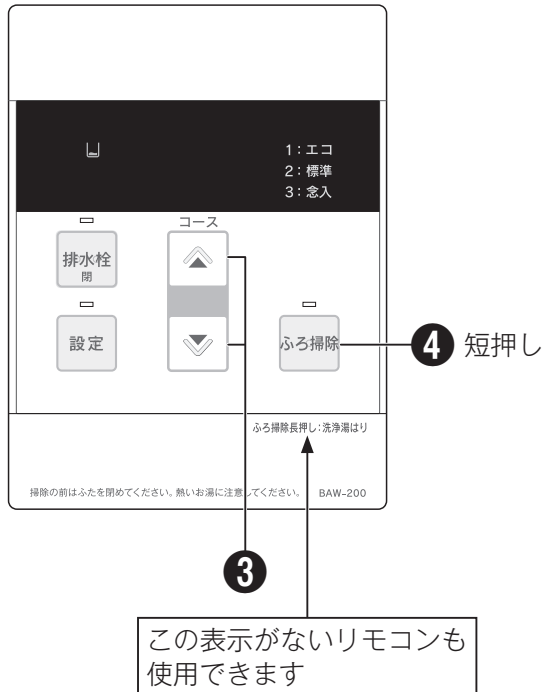 1：エコ
2：標準
3：念入
コース
排水栓
閉
設定
ふろ掃除
❹ 短押し
ふろ掃除長押し：洗浄湯はり
掃除の前はふたを閉めてください。熱いお湯に注意してください。 BAW-200
❸
この表示がないリモコンも
使用できます